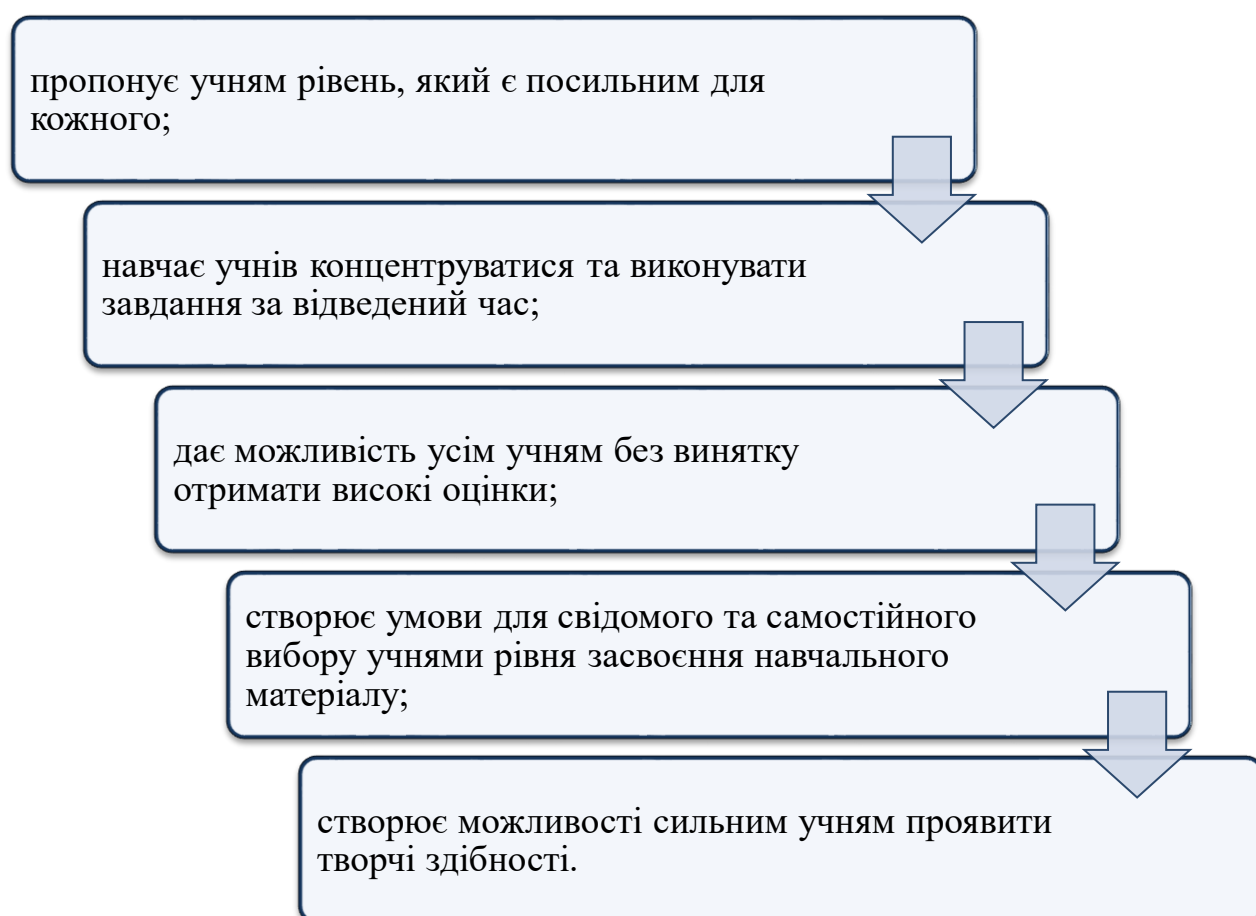 пропонує учням рівень, який є посильним для
кожного;
навчає учнів концентруватися та виконувати
завдання за відведений час;
дає можливість усім учням без винятку
отримати високі оцінки;
створює умови для свідомого та самостійного
вибору учнями рівня засвоєння навчального
матеріалу;
створює можливості сильним учням проявити
творчі здібності.